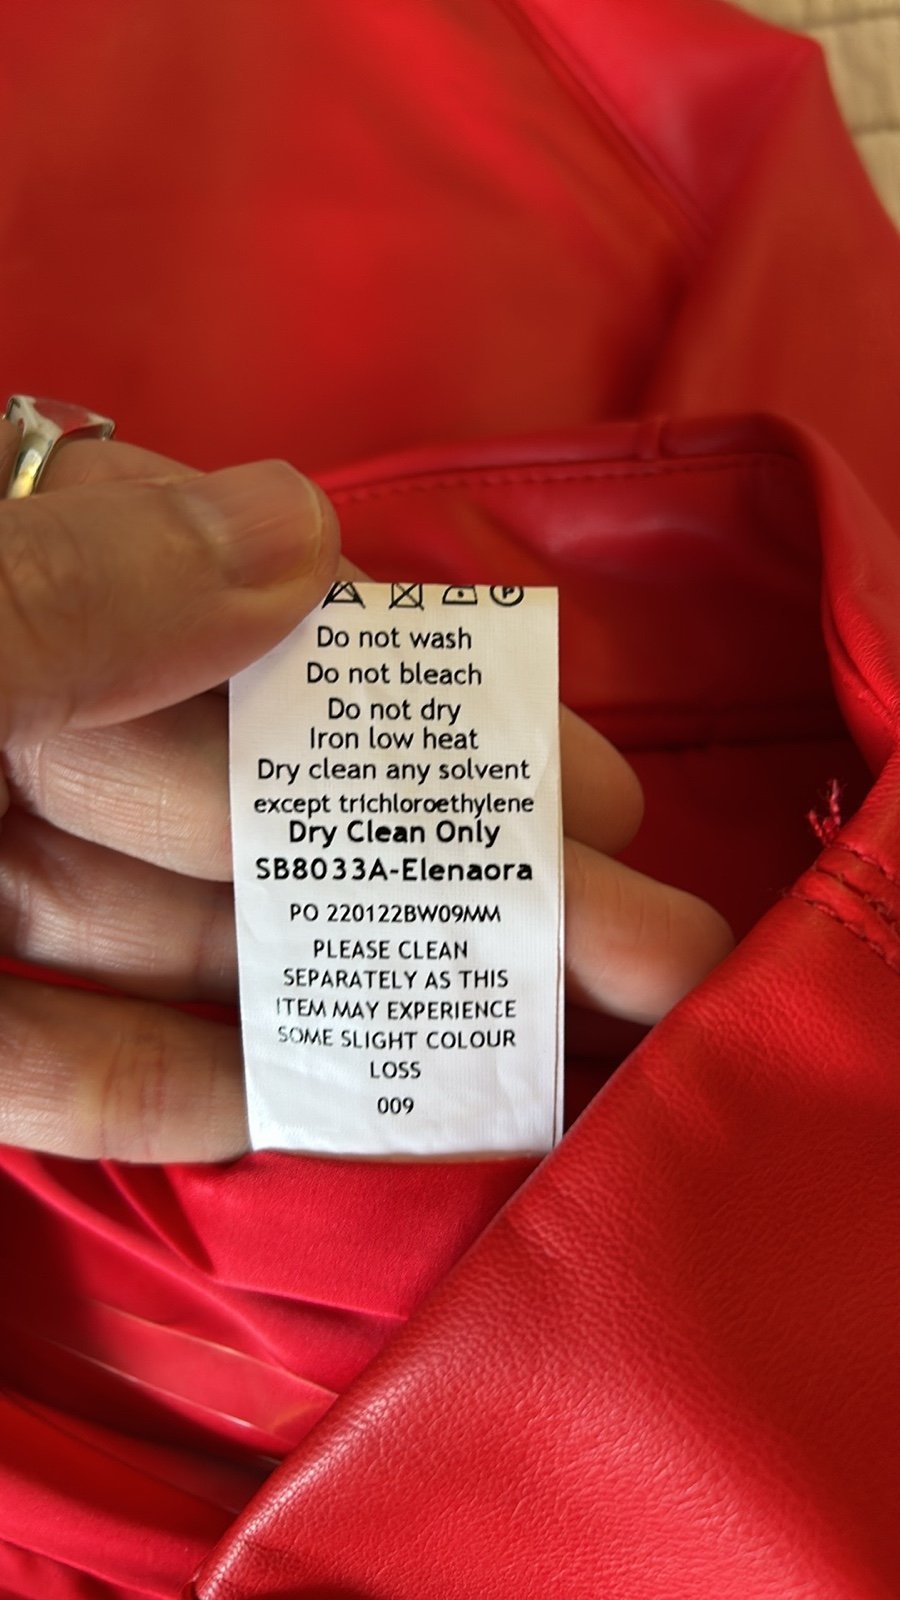 P
Do not wash
Do not bleach
Do not dry
Iron low heat
Dry clean any solvent
except trichloroethylene
Dry Clean Only
SB8033A-Elenaora
PO 220122BW09MM
PLEASE CLEAN
SEPARATELY AS THIS
ITEM MAY EXPERIENCE
SOME SLIGHT COLOUR
LOSS
009